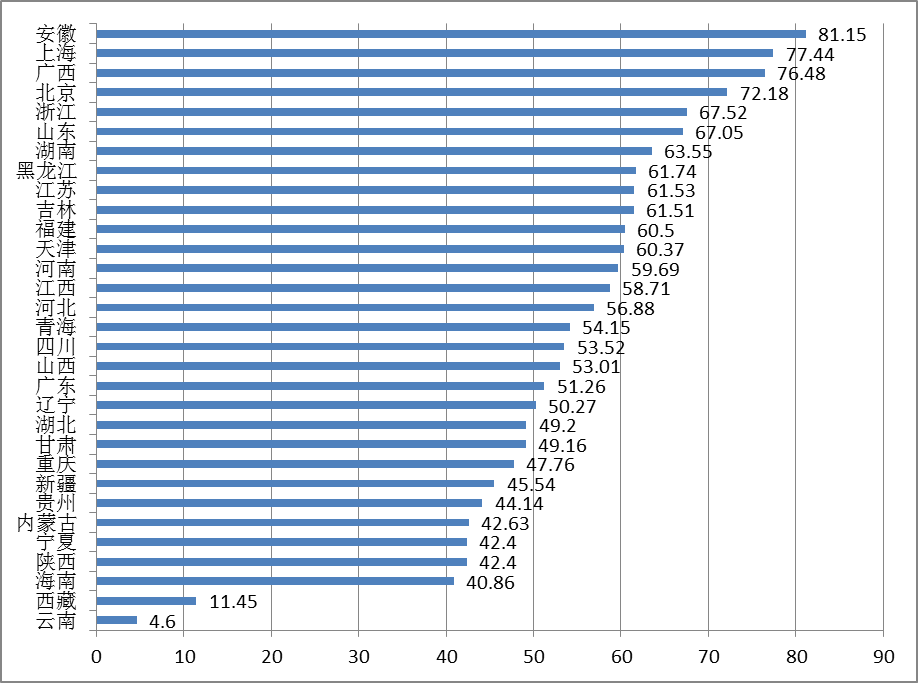 安徽 81.15
上海 77.44
广西 76.48
北京 72.18
浙江 67.52
山东 67.05
湖南 63.55
黑龙江 61.74
江苏 61.53
吉林 61.51
福建 60.5
天津 60.37
河南 59.69
江西 58.71
河北 56.88
青海 54.15
四川 53.52
山西 53.01
广东 51.26
辽宁 50.27
湖北 49.2
甘肃 49.16
重庆 47.76
新疆 45.54
贵州 44.14
内蒙古 42.63
宁夏 42.4
陕西 42.4
海南 40.86
西藏 11.45
云南 4.6
0 10 20 30 40 50 60 70 80 90